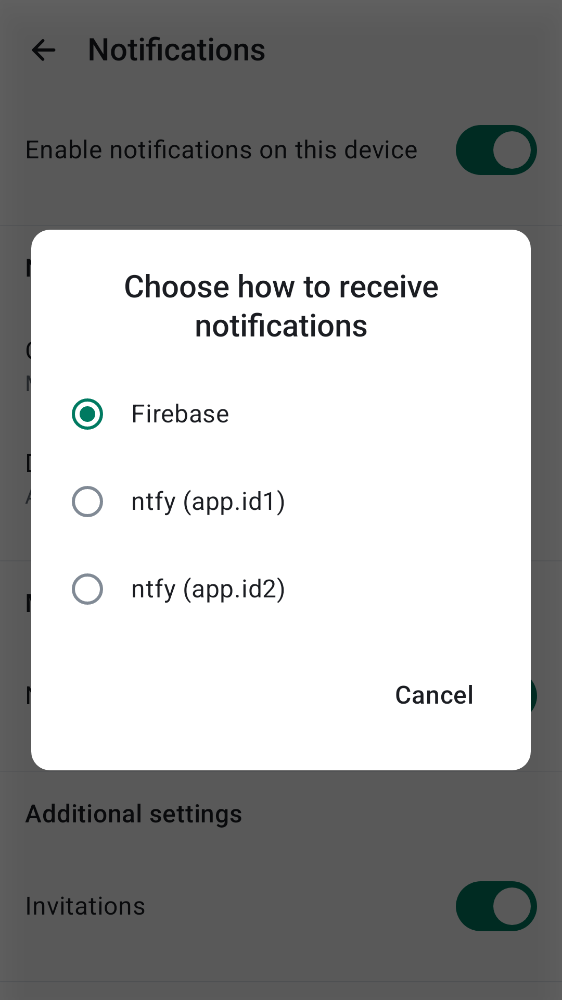 Notifications
Enable notifications on this device
Choose how to receive
notifications
Firebase
ntfy (app.id1)
ntfy (app.id2)
Cancel
Additional settings
Invitations